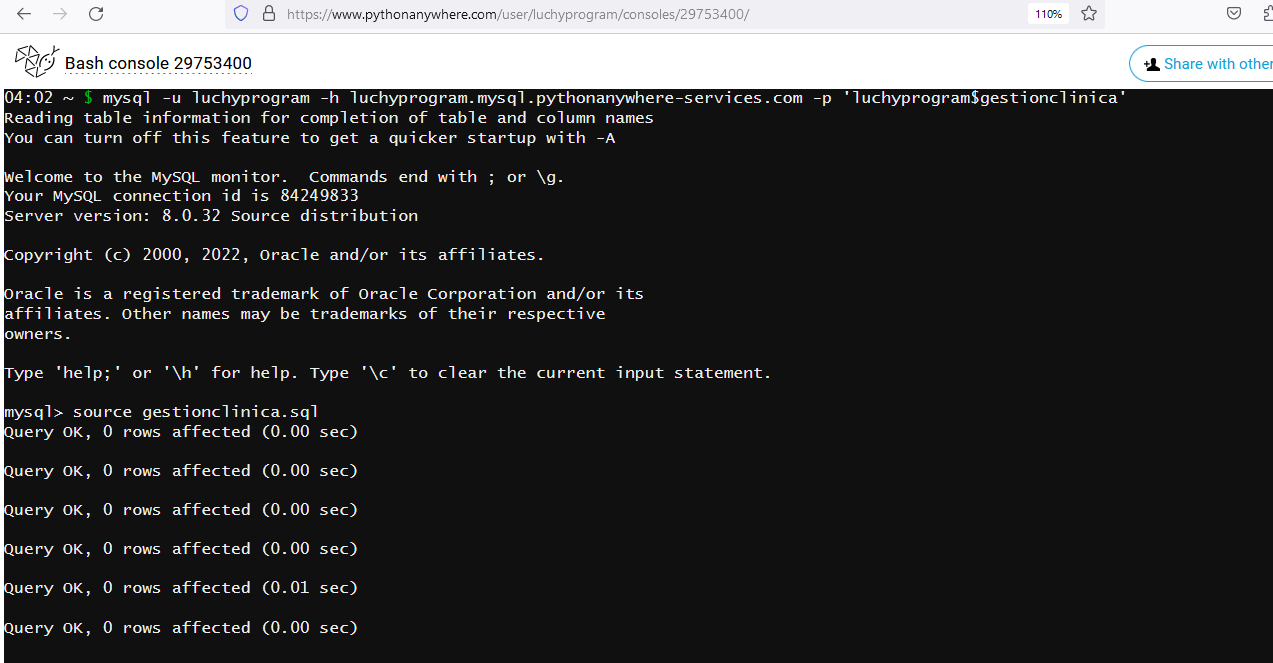 https://www.pythonanywhere.com/user/luchyprogram/consoles/29753400/
110%
Bash console 29753400
Share with other
04:02 ~ $ mysql -u luchyprogram -h luchyprogram.mysql.pythonanywhere-services.com -p 'luchyprogram$gestionclinica'
Reading table information for completion of table and column names
You can turn off this feature to get a quicker startup with -A
Welcome to the MySQL monitor.  Commands end with ; or \g.
Your MySQL connection id is 84249833
Server version: 8.0.32 Source distribution
Copyright (c) 2000, 2022, Oracle and/or its affiliates.
Oracle is a registered trademark of Oracle Corporation and/or its
affiliates. Other names may be trademarks of their respective
owners.
Type 'help;' or '\h' for help. Type '\c' to clear the current input statement.
mysql> source gestionclinica.sql
Query OK, 0 rows affected (0.00 sec)
Query OK, 0 rows affected (0.00 sec)
Query OK, 0 rows affected (0.00 sec)
Query OK, 0 rows affected (0.00 sec)
Query OK, 0 rows affected (0.01 sec)
Query OK, 0 rows affected (0.00 sec)